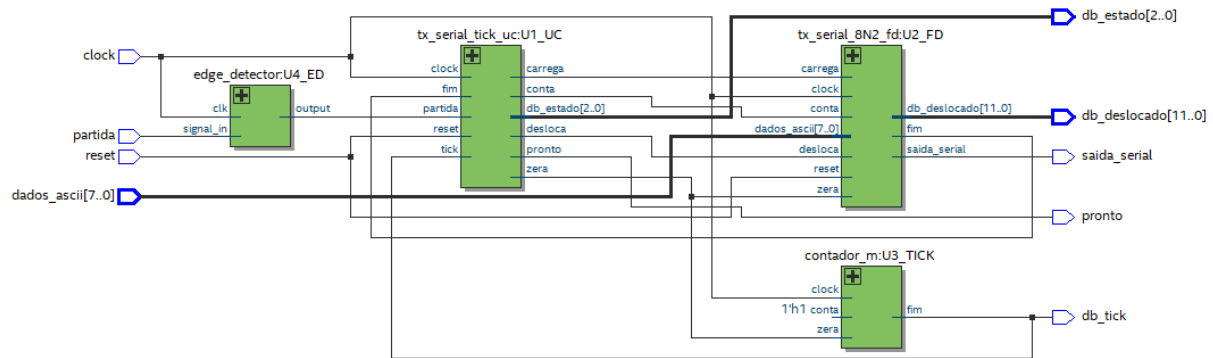 clock
partida
reset
dados_ascii[7..0]
edge_detector:U4_ED
clk
signal_in
output
tx_serial_tick_uc:U1_UC
clock
fim
partida
reset
tick
carrega
conta
db_estado[2..0]
desloca
pronto
zera
tx_serial_8N2_fd:U2_FD
carrega
clock
conta
dados_ascii[7..0]
desloca
reset
zera
db_deslocado[11..0]
fim
saida_serial
contador_m:U3_TICK
clock
1'h1 conta
zera
fim
db_estado[2..0]
db_deslocado[11..0]
saida_serial
pronto
db_tick